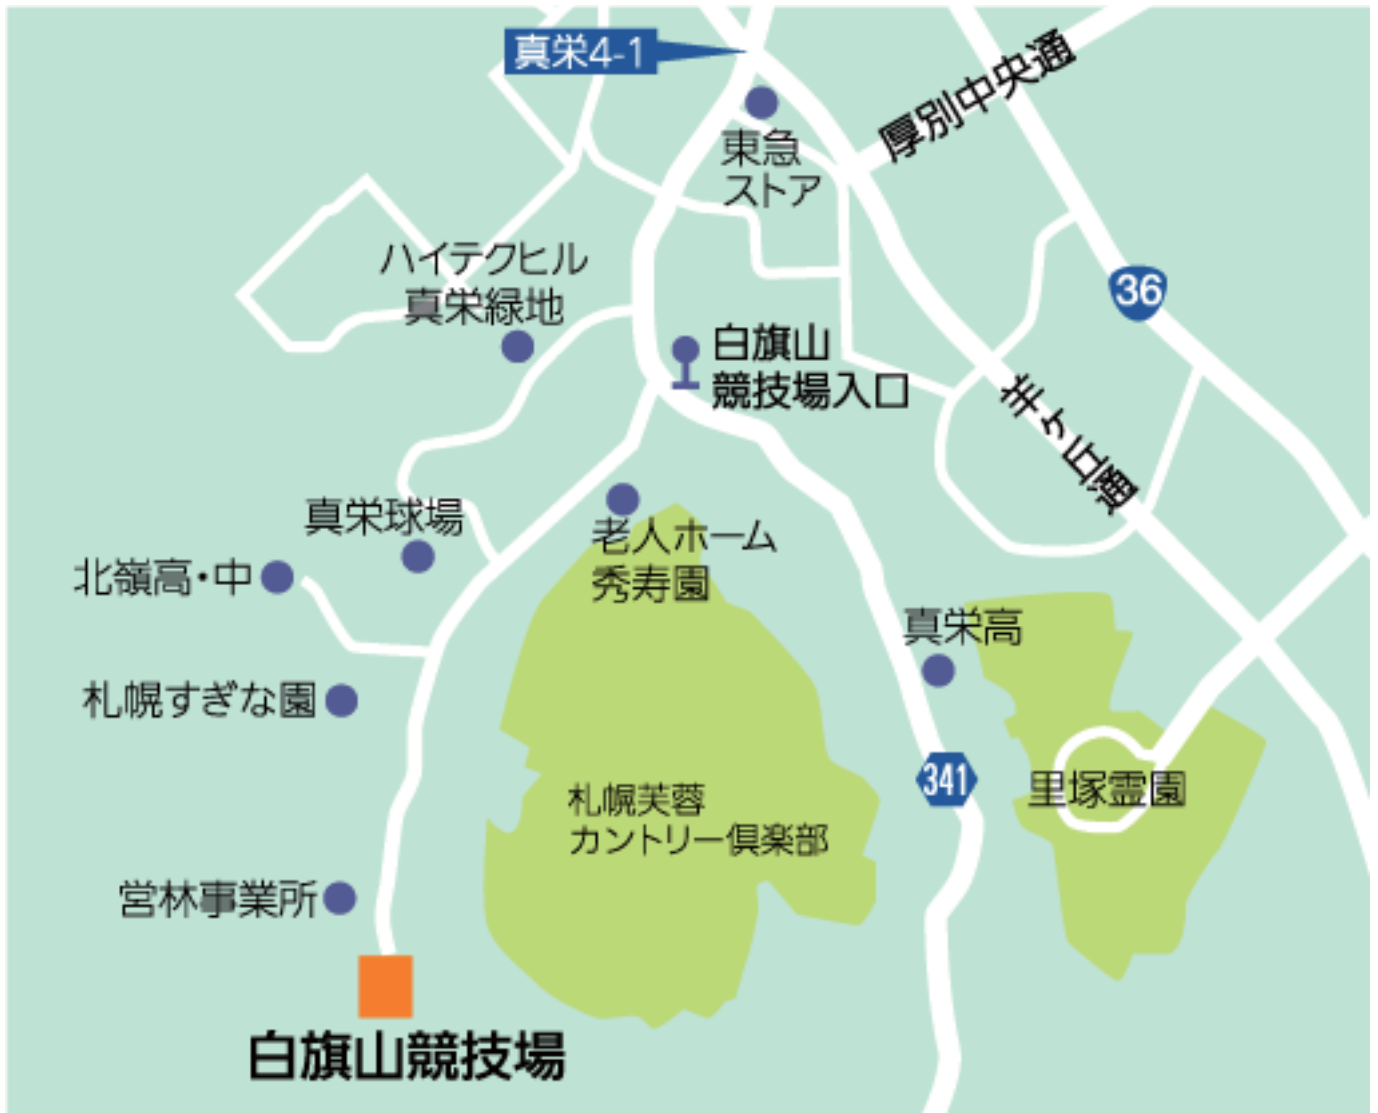 真栄4-1
厚別中央通
東急
ストア
ハイテクヒル
真栄緑地
36
白旗山
競技場入口
羊ヶ丘通
真栄球場
老人ホーム
秀寿園
北嶺高・中
真栄高
札幌すぎな園
341
里塚霊園
札幌芙蓉
カントリー倶楽部
営林事業所
白旗山競技場